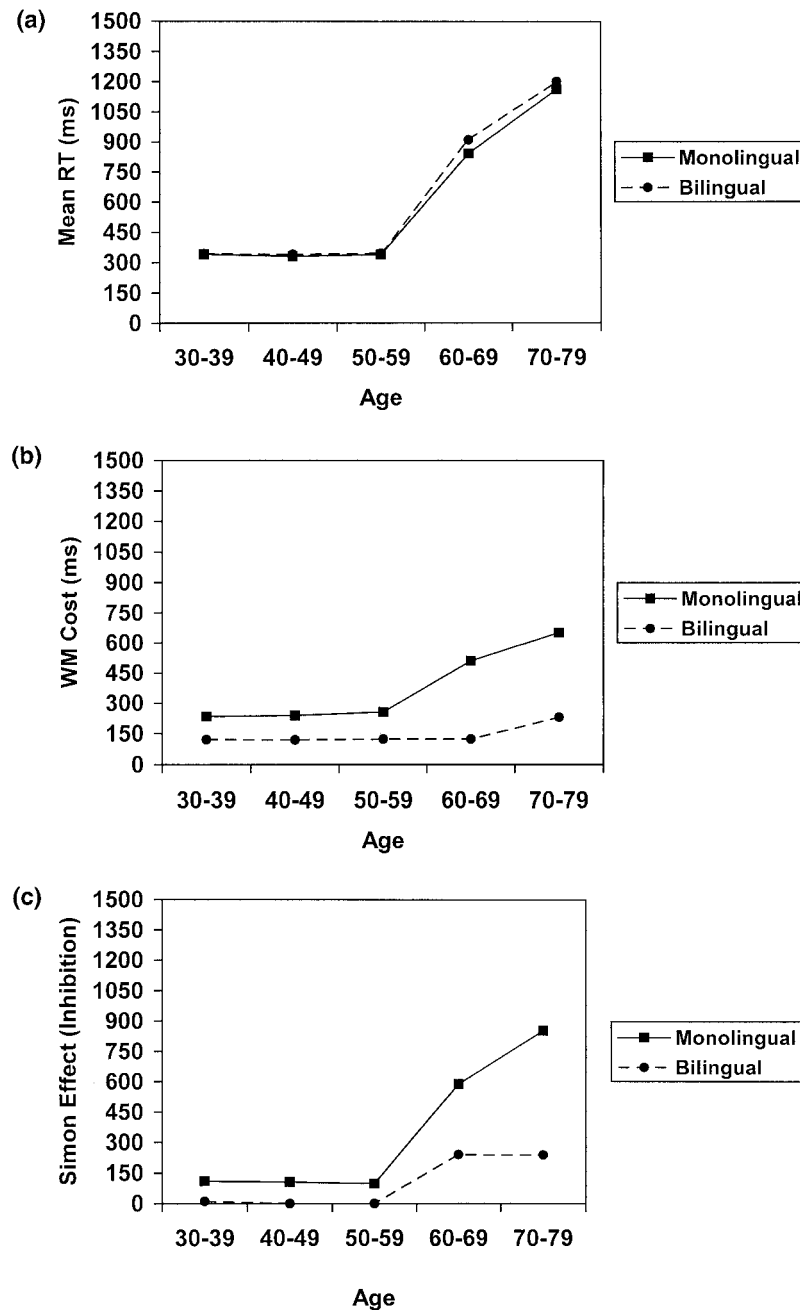 (a)
1500
1350
1200
1050
900
750
600
450
300
150
0
Mean RT (ms)
30-39 40-49 50-59 60-69 70-79
Age
Monolingual
Bilingual
(b)
1500
1350
1200
1050
900
750
600
450
300
150
0
WM Cost (ms)
30-39 40-49 50-59 60-69 70-79
Age
Monolingual
Bilingual
(c)
1500
1350
1200
1050
900
750
600
450
300
150
0
Simon Effect (Inhibition)
30-39 40-49 50-59 60-69 70-79
Age
Monolingual
Bilingual